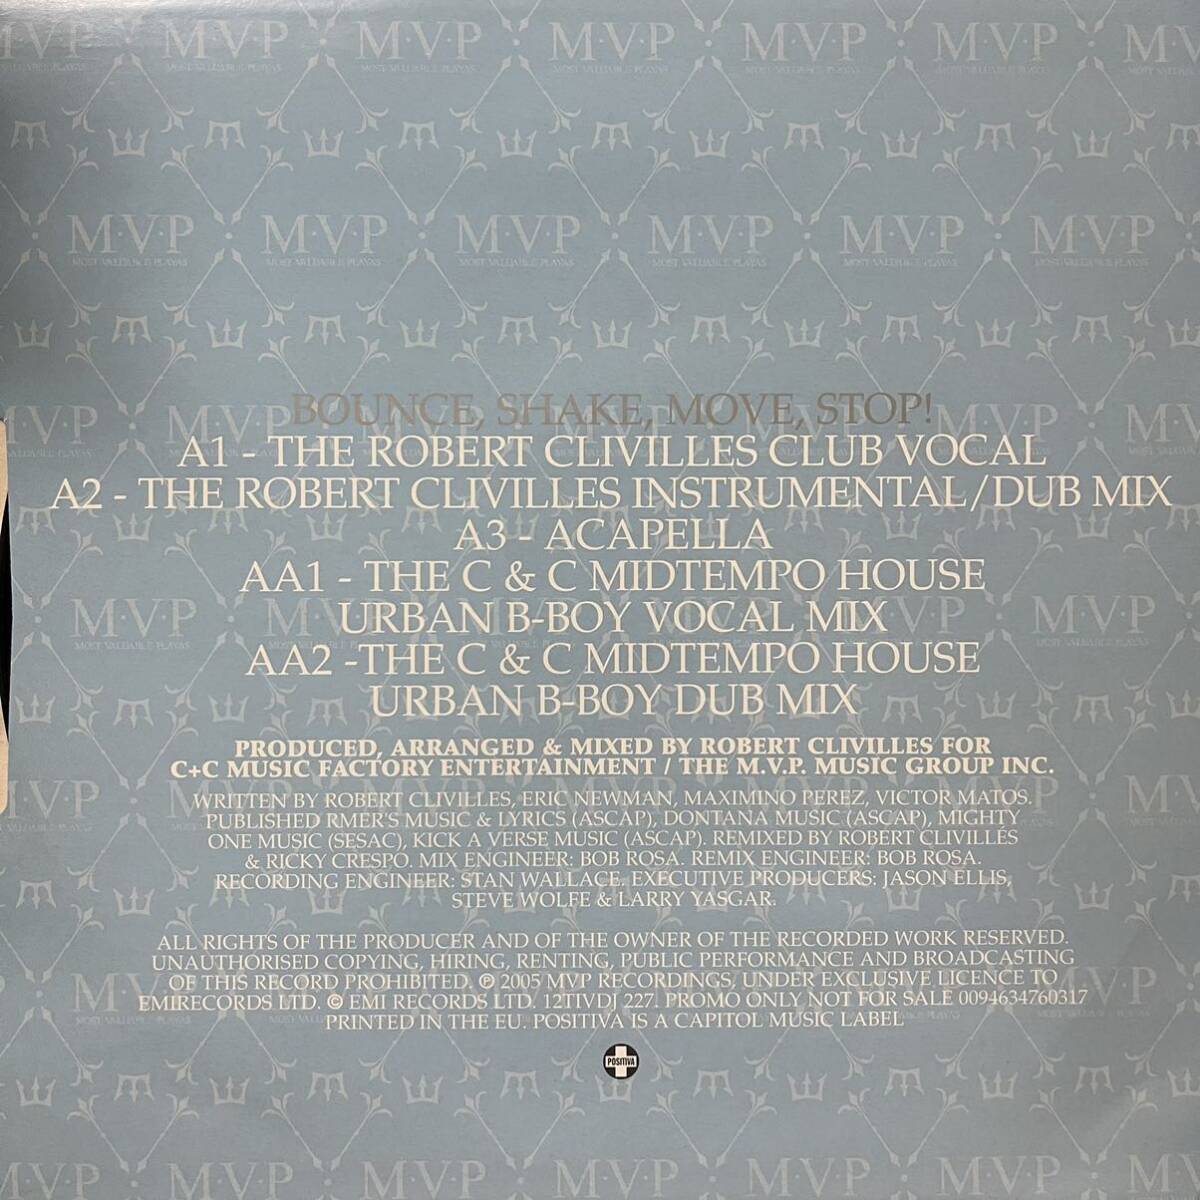 BOUNCE, SHAKE, MOVE, STOP!
A1 - THE ROBERT CLIVILLES CLUB VOCAL
A2 - THE ROBERT CLIVILLES INSTRUMENTAL/DUB MIX
A3 - ACAPELLA
AA1 - THE C & C MIDTEMPO HOUSE
URBAN B-BOY VOCAL MIX
AA2 -THE C & C MIDTEMPO HOUSE
URBAN B-BOY DUB MIX
PRODUCED, ARRANGED & MIXED BY ROBERT CLIVILLES FOR
C+C MUSIC FACTORY ENTERTAINMENT / THE M.V.P. MUSIC GROUP INC.
WRITTEN BY ROBERT CLIVILLES, ERIC NEWMAN, MAXIMINO PEREZ, VICTOR MATOS.
PUBLISHED RMER'S MUSIC & LYRICS (ASCAP), DONTANA MUSIC (ASCAP), MIGHTY
ONE MUSIC (SESAC), KICK A VERSE MUSIC (ASCAP). REMIXED BY ROBERT CLIVILLÉS
& RICKY CRESPO. MIX ENGINEER: BOB ROSA. REMIX ENGINEER: BOB ROSA.
RECORDING ENGINEER: STAN WALLACE. EXECUTIVE PRODUCERS: JASON ELLIS,
STEVE WOLFE & LARRY YASGAR.
ALL RIGHTS OF THE PRODUCER AND OF THE OWNER OF THE RECORDED WORK RESERVED.
UNAUTHORISED COPYING, HIRING, RENTING, PUBLIC PERFORMANCE AND BROADCASTING
OF THIS RECORD PROHIBITED. ℗ 2005 MVP RECORDINGS, UNDER EXCLUSIVE LICENCE TO
EMIRECORDS LTD. © EMI RECORDS LTD. 12TIVDJ 227. PROMO ONLY NOT FOR SALE 0094634760317
PRINTED IN THE EU. POSITIVA IS A CAPITOL MUSIC LABEL
POSITIVA